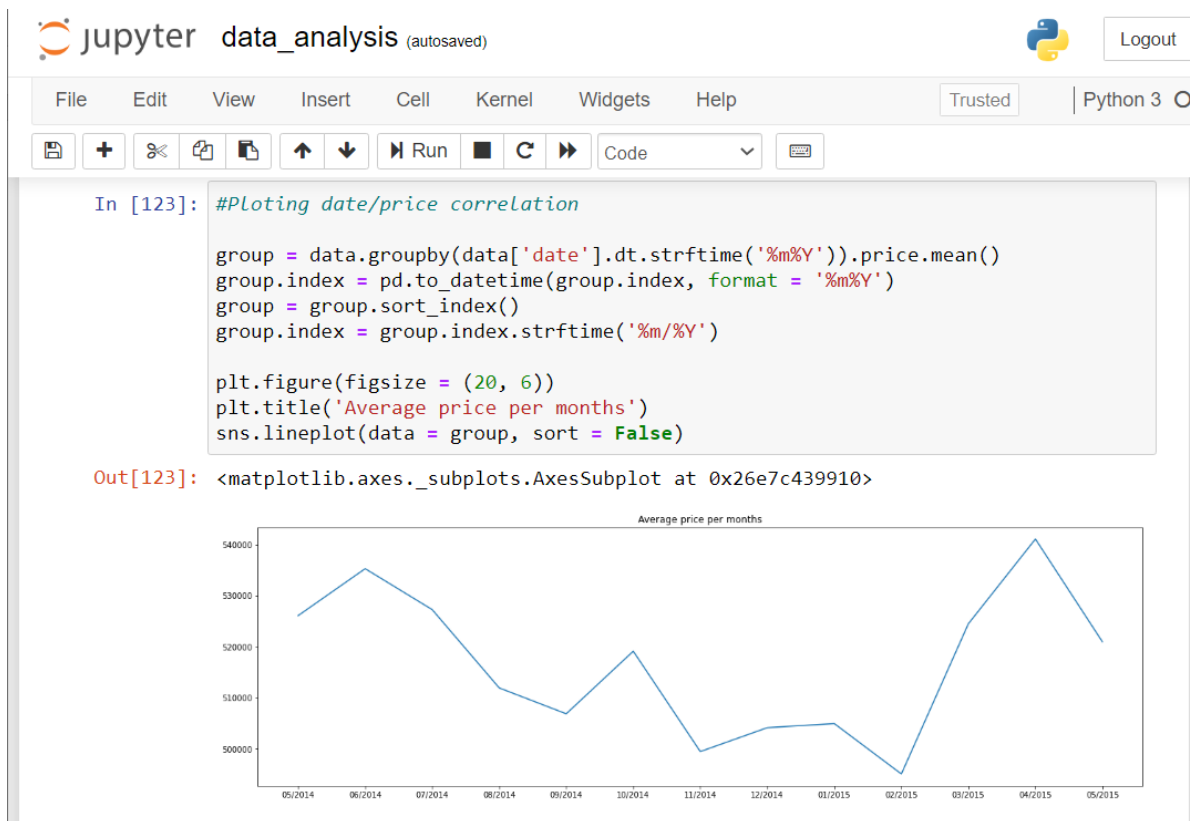 jupyter data_analysis (autosaved) Logout
File Edit View Insert Cell Kernel Widgets Help Trusted Python 3
Run Code
In [123]: #Ploting date/price correlation
group = data.groupby(data['date'].dt.strftime('%m%Y')).price.mean()
group.index = pd.to_datetime(group.index, format = '%m%Y')
group = group.sort_index()
group.index = group.index.strftime('%m/%Y')
plt.figure(figsize = (20, 6))
plt.title('Average price per months')
sns.lineplot(data = group, sort = False)
Out[123]: <matplotlib.axes._subplots.AxesSubplot at 0x26e7c439910>
Average price per months
540000
530000
520000
510000
500000
05/2014 06/2014 07/2014 08/2014 09/2014 10/2014 11/2014 12/2014 01/2015 02/2015 03/2015 04/2015 05/2015